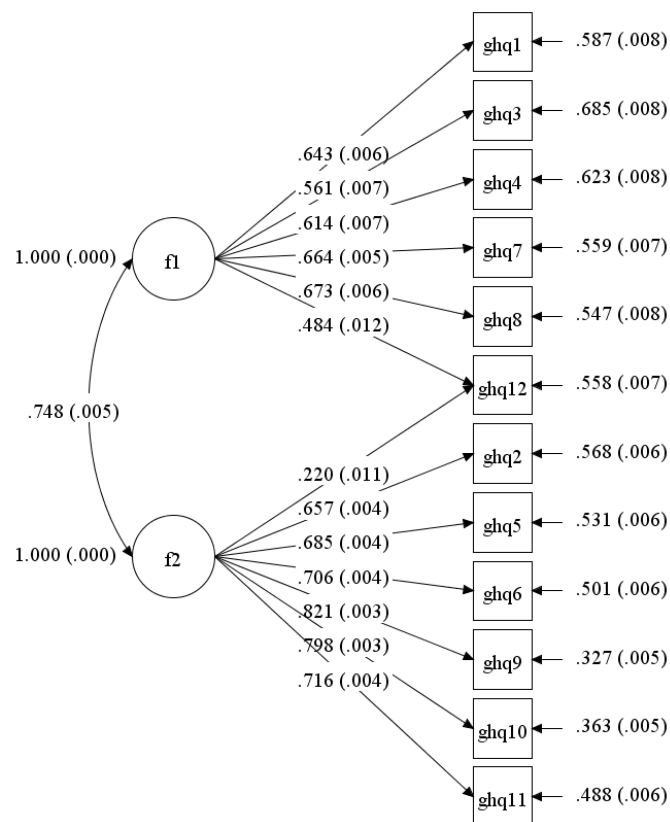 ghq1 .587 (.008)
ghq3 .685 (.008)
.643 (.006)
.561 (.007)
ghq4 .623 (.008)
.614 (.007)
1.000 (.000) f1 .664 (.005) ghq7 .559 (.007)
.673 (.006)
ghq8 .547 (.008)
.484 (.012)
ghq12 .558 (.007)
.748 (.005)
ghq2 .568 (.006)
.220 (.011)
.657 (.004)
ghq5 .531 (.006)
.685 (.004)
1.000 (.000) f2
.706 (.004)
ghq6 .501 (.006)
.821 (.003)
.798 (.003)
ghq9 .327 (.005)
.716 (.004)
ghq10 .363 (.005)
ghq11 .488 (.006)